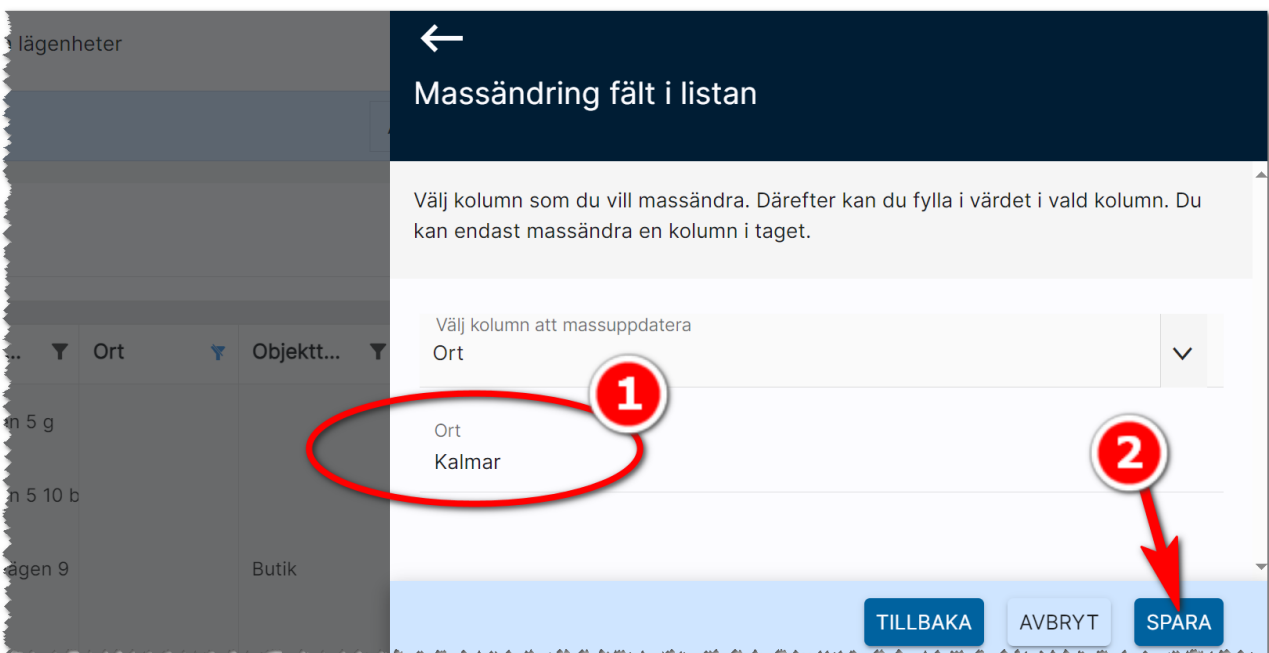 lägenheter
Massändring fält i listan
Välj kolumn som du vill massändra. Därefter kan du fylla i värdet i vald kolumn. Du
kan endast massändra en kolumn i taget.
Välj kolumn att massuppdatera
Ort
... Ort Objektt...
1
n 5 g
Ort
Kalmar
2
n 5 10 b
ägen 9 Butik
TILLBAKA AVBRYT SPARA